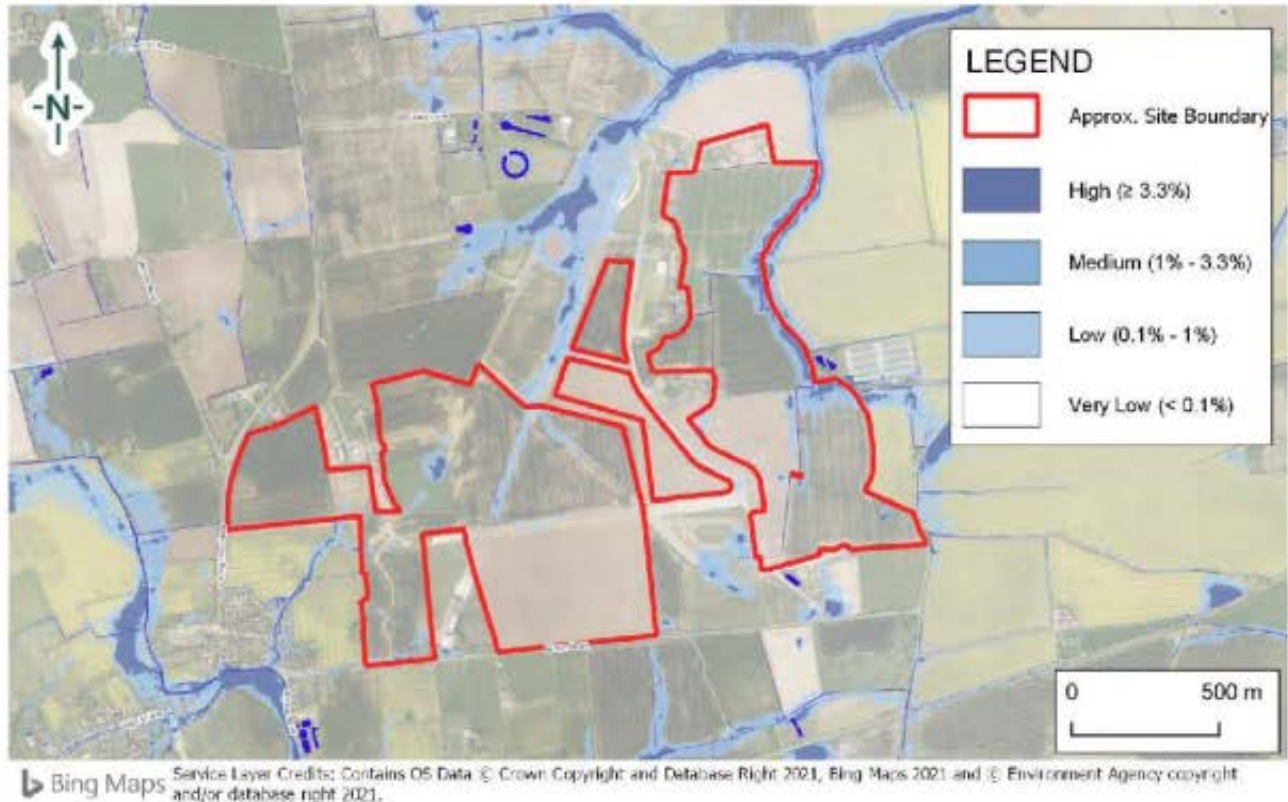 -N-
LEGEND
Approx. Site Boundary
High (≥ 3.3%)
Medium (1% - 3.3%)
Low (0.1% - 1%)
Very Low (< 0.1%)
0 500 m
Bing Maps
Service Layer Credits: Contains OS Data © Crown Copyright and Database Right 2021, Bing Maps 2021 and © Environment Agency copyright
and/or database right 2021.